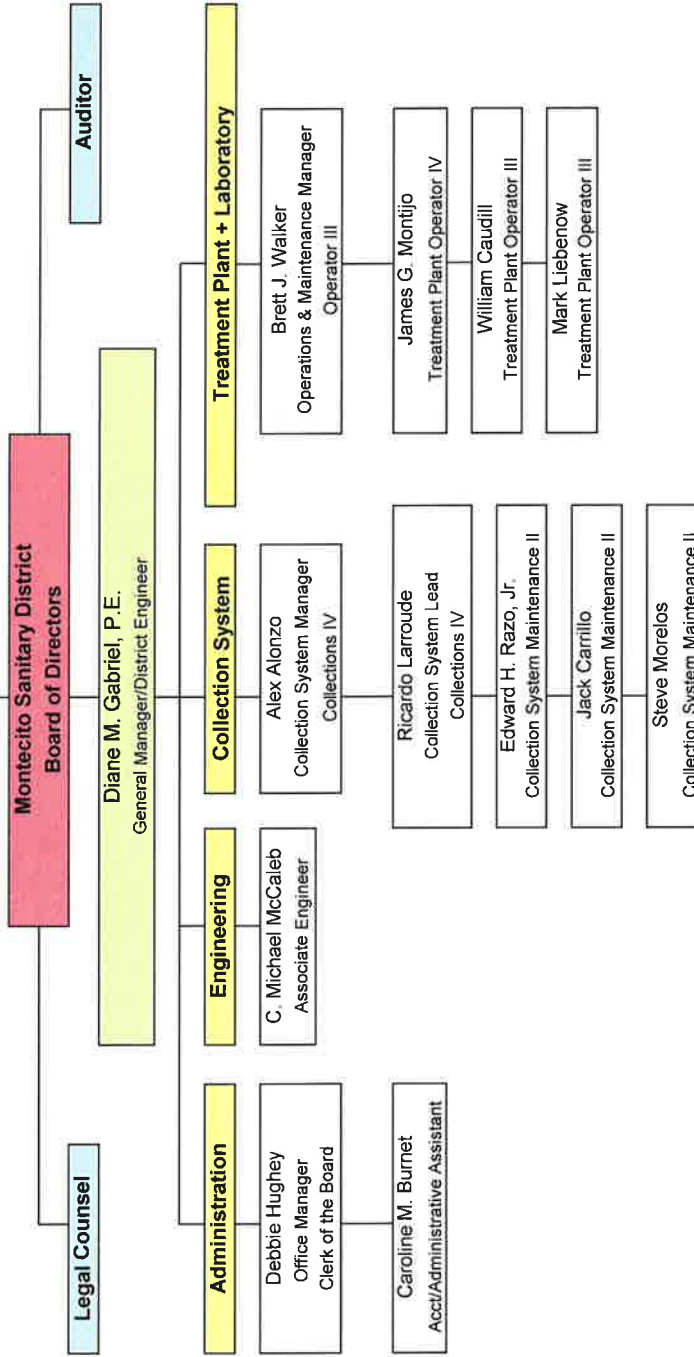 Montecito Sanitary District
Board of Directors
Legal Counsel
Auditor
Diane M. Gabriel, P.E.
General Manager/District Engineer
Administration
Debbie Hughey
Office Manager
Clerk of the Board
Caroline M. Burnet
Acct/Administrative Assistant
Engineering
C. Michael McCaleb
Associate Engineer
Collection System
Alex Alonzo
Collection System Manager
Collections IV
Ricardo Larroude
Collection System Lead
Collections IV
Edward H. Razo, Jr.
Collection System Maintenance II
Jack Carrillo
Collection System Maintenance II
Steve Morelos
Collection System Maintenance II
Treatment Plant + Laboratory
Brett J. Walker
Operations & Maintenance Manager
Operator III
James G. Montijo
Treatment Plant Operator IV
William Caudill
Treatment Plant Operator III
Mark Liebenow
Treatment Plant Operator III